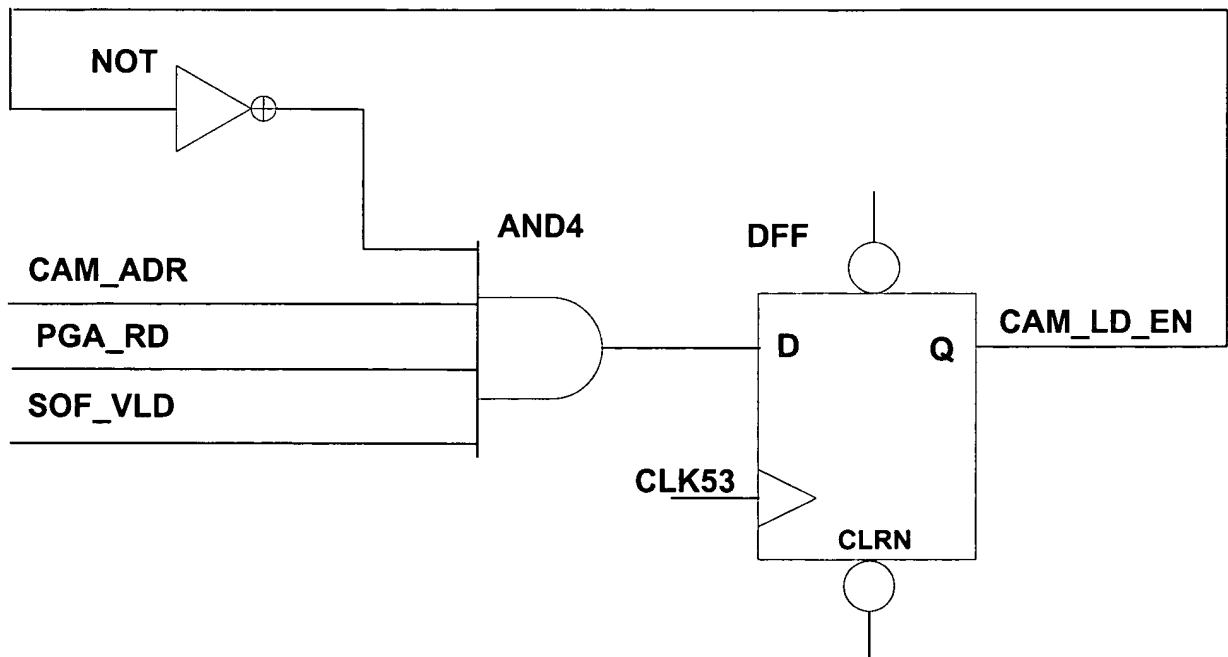 NOT
AND4
DFF
CAM_ADR
PGA_RD
SOF_VLD
D
Q
CAM_LD_EN
CLK53
CLRN